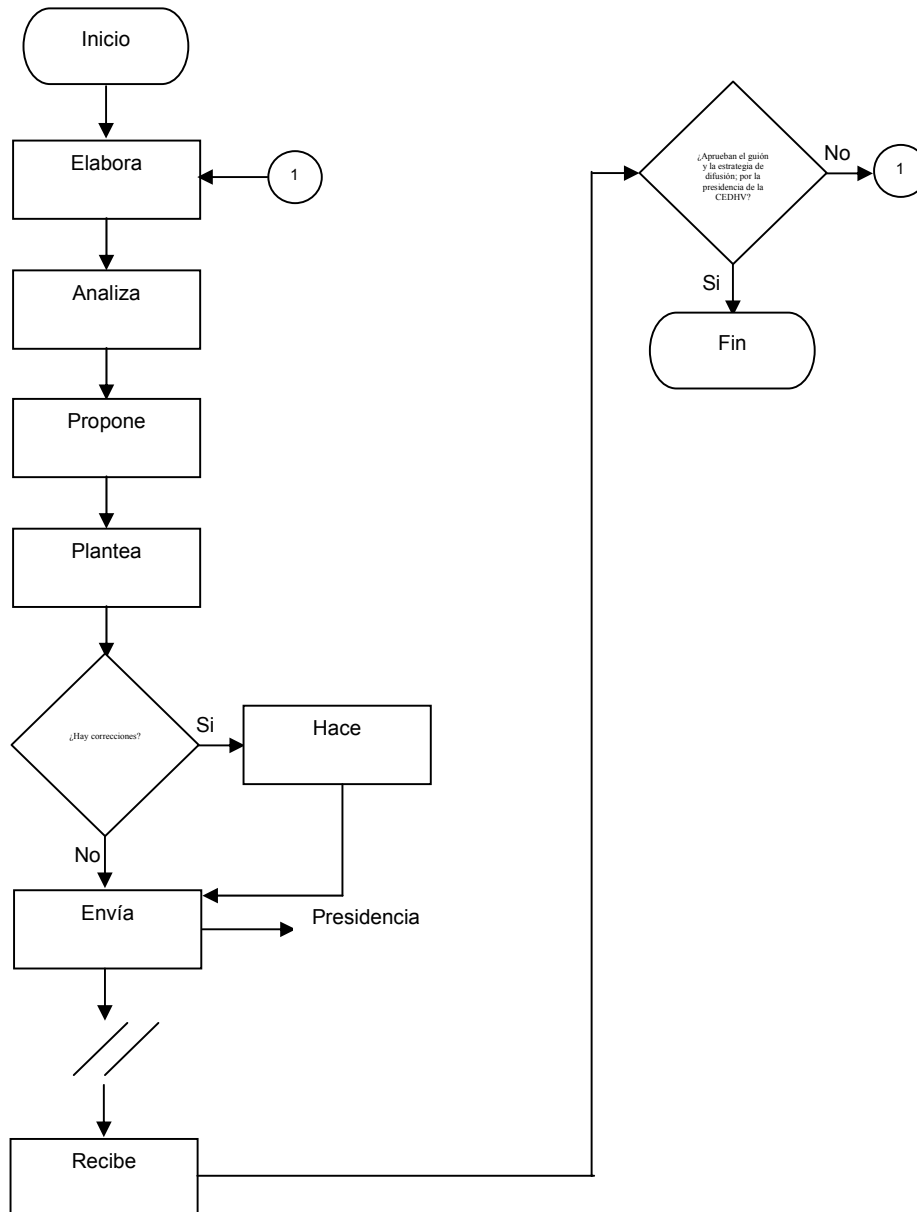 Inicio
Elabora
1
Analiza
Propone
Plantea
¿Hay correcciones?
Si
Hace
No
Envía
Presidencia
Recibe
¿Aprueban el guión
y la estrategia de
difusión; por la
presidencia de la
CEDHV?
No
1
Si
Fin